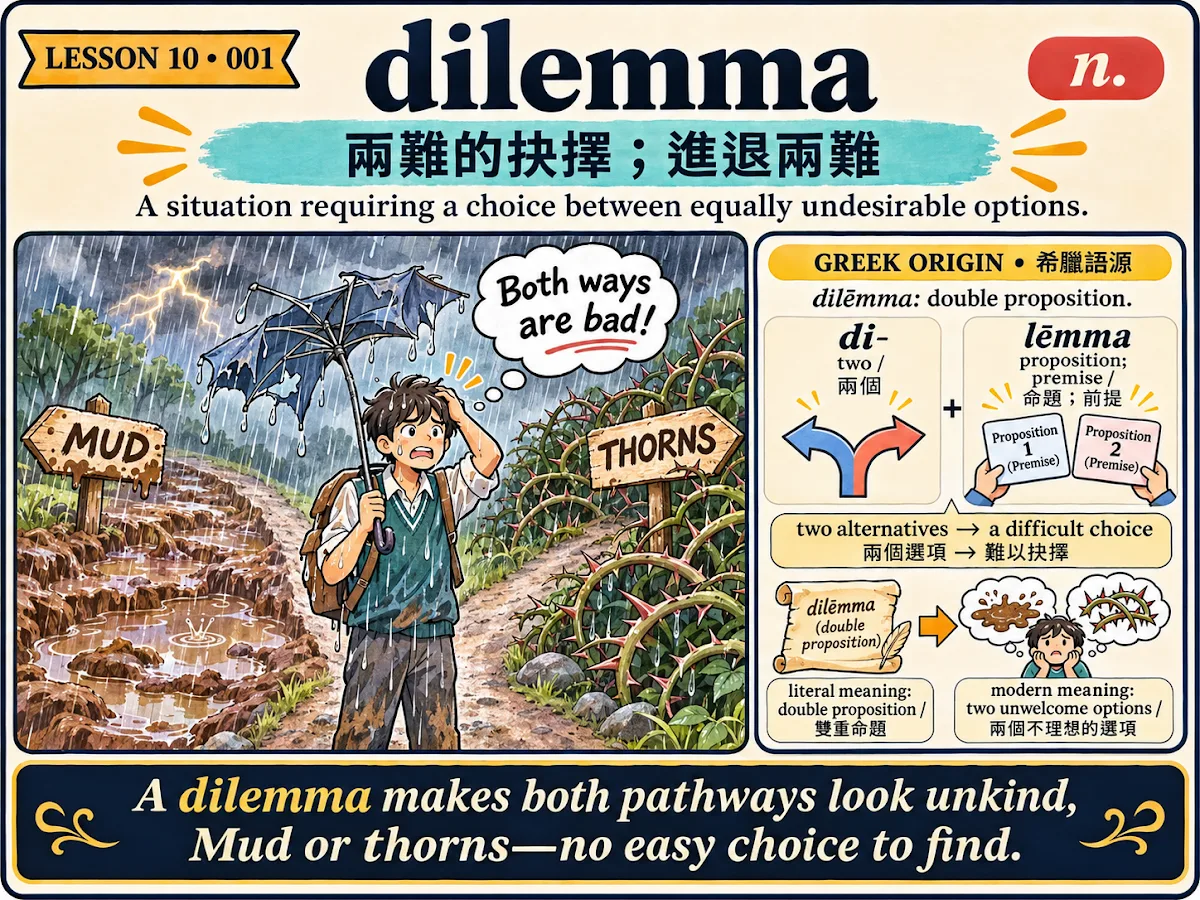 LESSON 10 • 001
dilemma
n.
兩難的抉擇；進退兩難
A situation requiring a choice between equally undesirable options.
Both ways
are bad!
MUD
THORNS
GREEK ORIGIN • 希臘語源
dilēmma: double proposition.
di-
two /
兩個
+
lēmma
proposition;
premise /
命題；前提
Proposition
1
(Premise)
Proposition
2
(Premise)
two alternatives → a difficult choice
兩個選項 → 難以抉擇
dilēmma
(double
proposition)
literal meaning:
double proposition /
雙重命題
modern meaning:
two unwelcome options /
兩個不理想的選項
A dilemma makes both pathways look unkind,
Mud or thorns—no easy choice to find.